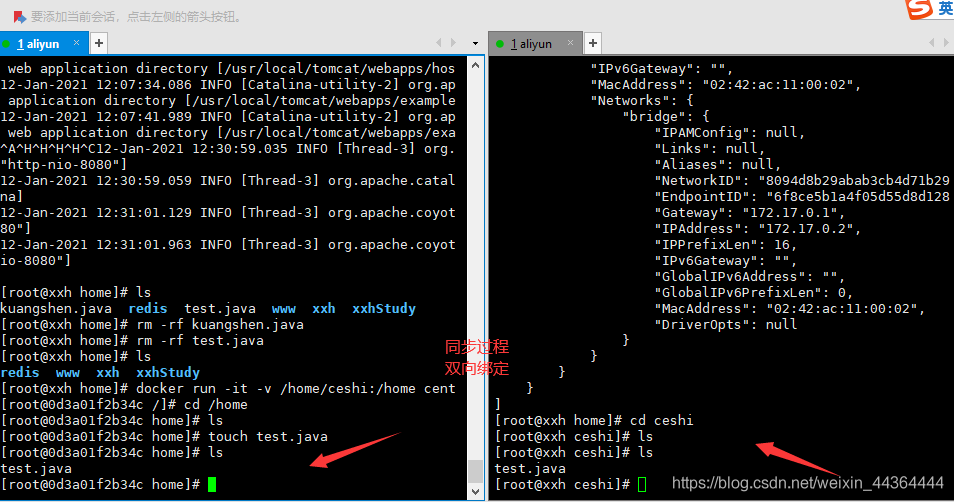 要添加当前会话，点击左侧的箭头按钮。
英
1 aliyun × +
web application directory [/usr/local/tomcat/webapps/hos
12-Jan-2021 12:07:34.086 INFO [Catalina-utility-2] org.ap
application directory [/usr/local/tomcat/webapps/example
12-Jan-2021 12:07:41.989 INFO [Catalina-utility-2] org.ap
web application directory [/usr/local/tomcat/webapps/exa
^A^H^H^H^H^C12-Jan-2021 12:30:59.035 INFO [Thread-3] org.
"http-nio-8080"]
12-Jan-2021 12:30:59.059 INFO [Thread-3] org.apache.catal
na]
12-Jan-2021 12:31:01.129 INFO [Thread-3] org.apache.coyot
80"]
12-Jan-2021 12:31:01.963 INFO [Thread-3] org.apache.coyot
io-8080"]
[root@xxh home]# ls
kuangshen.java redis test.java www xxh xxhStudy
[root@xxh home]# rm -rf kuangshen.java
[root@xxh home]# rm -rf test.java
[root@xxh home]# ls
redis www xxh xxhStudy
[root@xxh home]# docker run -it -v /home/ceshi:/home cent
[root@0d3a01f2b34c /]# cd /home
[root@0d3a01f2b34c home]# ls
[root@0d3a01f2b34c home]# touch test.java
[root@0d3a01f2b34c home]# ls
test.java
[root@0d3a01f2b34c home]#
同步过程
双向绑定
1 aliyun × +
"IPv6Gateway": "",
"MacAddress": "02:42:ac:11:00:02",
"Networks": {
"bridge": {
"IPAMConfig": null,
"Links": null,
"Aliases": null,
"NetworkID": "8094d8b29abab3cb4d71b29
"EndpointID": "6f8ce5b1a4f05d55d8d128
"Gateway": "172.17.0.1",
"IPAddress": "172.17.0.2",
"IPPrefixLen": 16,
"IPv6Gateway": "",
"GlobalIPv6Address": "",
"GlobalIPv6PrefixLen": 0,
"MacAddress": "02:42:ac:11:00:02",
"DriverOpts": null
}
}
}
}
]
[root@xxh home]# cd ceshi
[root@xxh ceshi]# ls
[root@xxh ceshi]# ls
test.java
[root@xxh ceshi]#
https://blog.csdn.net/weixin_44364444